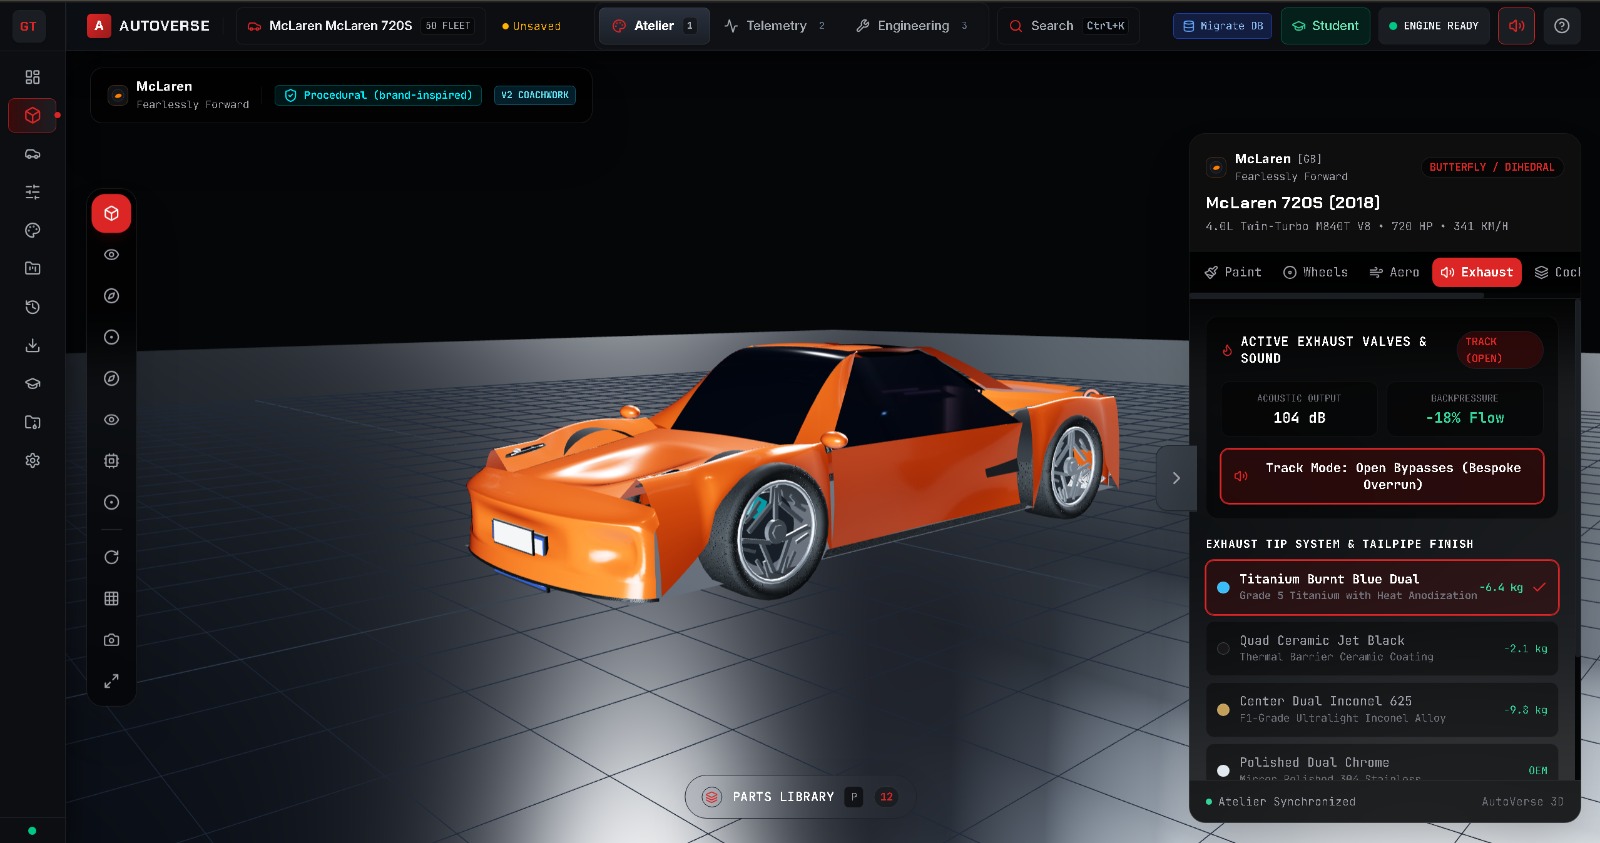 GT
A AUTOVERSE
McLaren McLaren 720S
50 FLEET
Unsaved
Atelier 1
Telemetry 2
Engineering 3
Search Ctrl+K
Migrate DB
Student
ENGINE READY
McLaren
Fearlessly Forward
Procedural (brand-inspired)
V2 COACHWORK
McLaren [GB]
Fearlessly Forward
BUTTERFLY / DIHEDRAL
McLaren 720S (2018)
4.0L Twin-Turbo M840T V8 • 720 HP • 341 KM/H
Paint
Wheels
Aero
Exhaust
Coc
ACTIVE EXHAUST VALVES &
SOUND
TRACK
(OPEN)
ACOUSTIC OUTPUT
104 dB
BACKPRESSURE
-18% Flow
Track Mode: Open Bypasses (Bespoke
Overrun)
EXHAUST TIP SYSTEM & TAILPIPE FINISH
Titanium Burnt Blue Dual
Grade 5 Titanium with Heat Anodization
-6.4 kg
Quad Ceramic Jet Black
Thermal Barrier Ceramic Coating
-2.1 kg
Center Dual Inconel 625
F1-Grade Ultralight Inconel Alloy
-9.8 kg
Polished Dual Chrome
Mirror Polished 304 Stainless
OEM
PARTS LIBRARY P 12
Atelier Synchronized
AutoVerse 3D